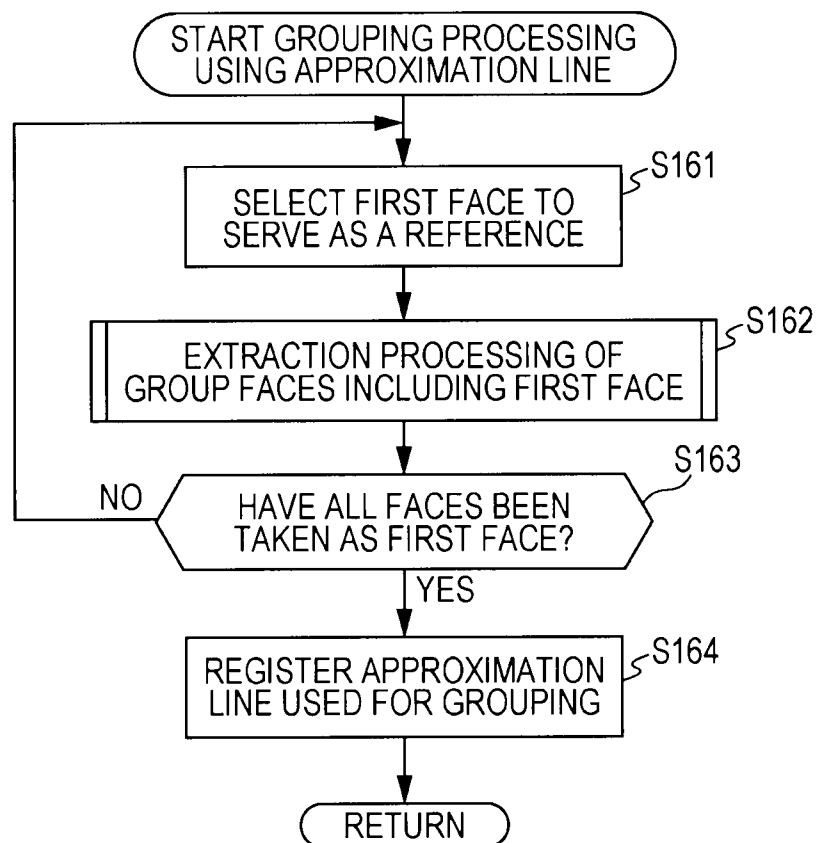 START GROUPING PROCESSING
USING APPROXIMATION LINE
S161
SELECT FIRST FACE TO
SERVE AS A REFERENCE
S162
EXTRACTION PROCESSING OF
GROUP FACES INCLUDING FIRST FACE
S163
NO
HAVE ALL FACES BEEN
TAKEN AS FIRST FACE?
YES
S164
REGISTER APPROXIMATION
LINE USED FOR GROUPING
RETURN